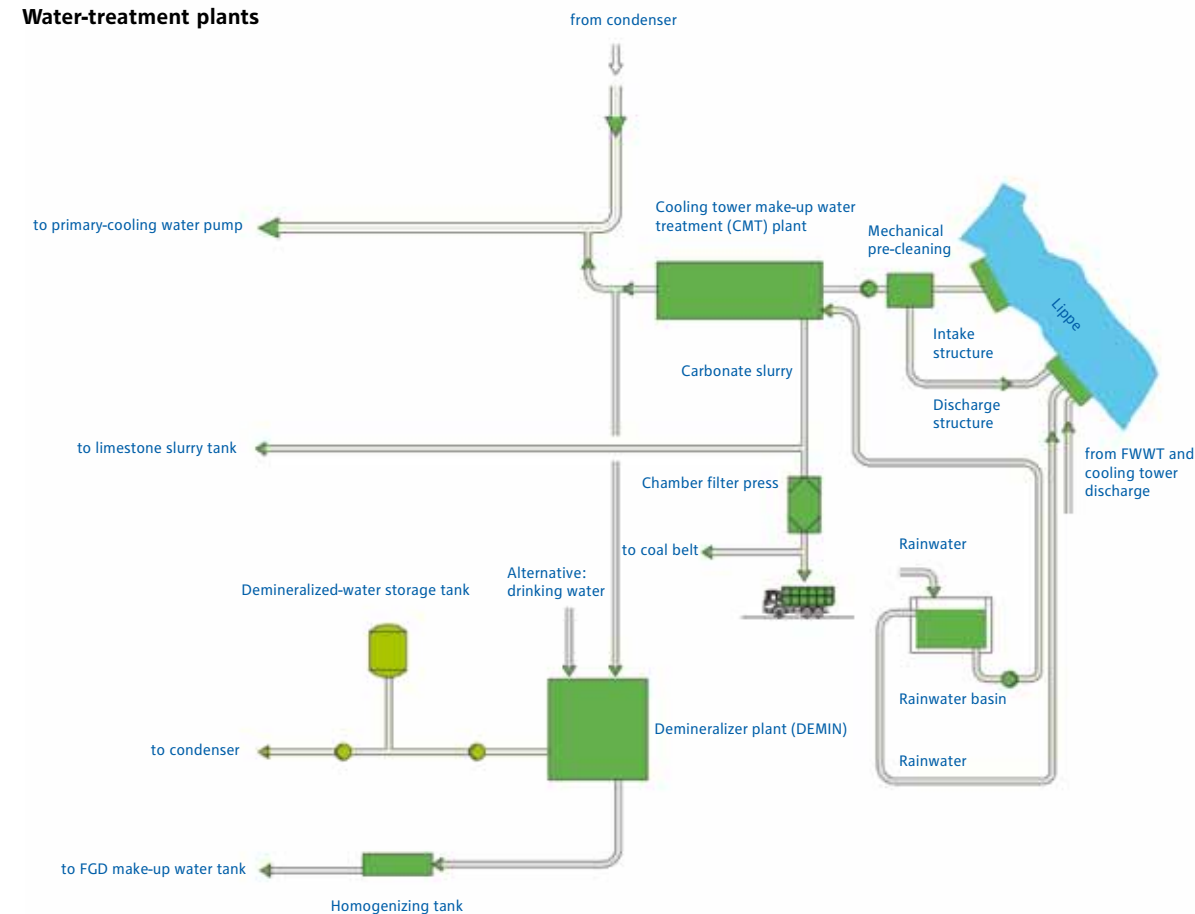 Water-treatment plants
from condenser
to primary-cooling water pump
Cooling tower make-up water
treatment (CMT) plant
Mechanical
pre-cleaning
Lippe
Intake
structure
Carbonate slurry
Discharge
structure
to limestone slurry tank
from FWWT and
cooling tower
discharge
Chamber filter press
to coal belt
Rainwater
Alternative:
drinking water
Demineralized-water storage tank
Rainwater basin
Demineralizer plant (DEMIN)
to condenser
Rainwater
to FGD make-up water tank
Homogenizing tank